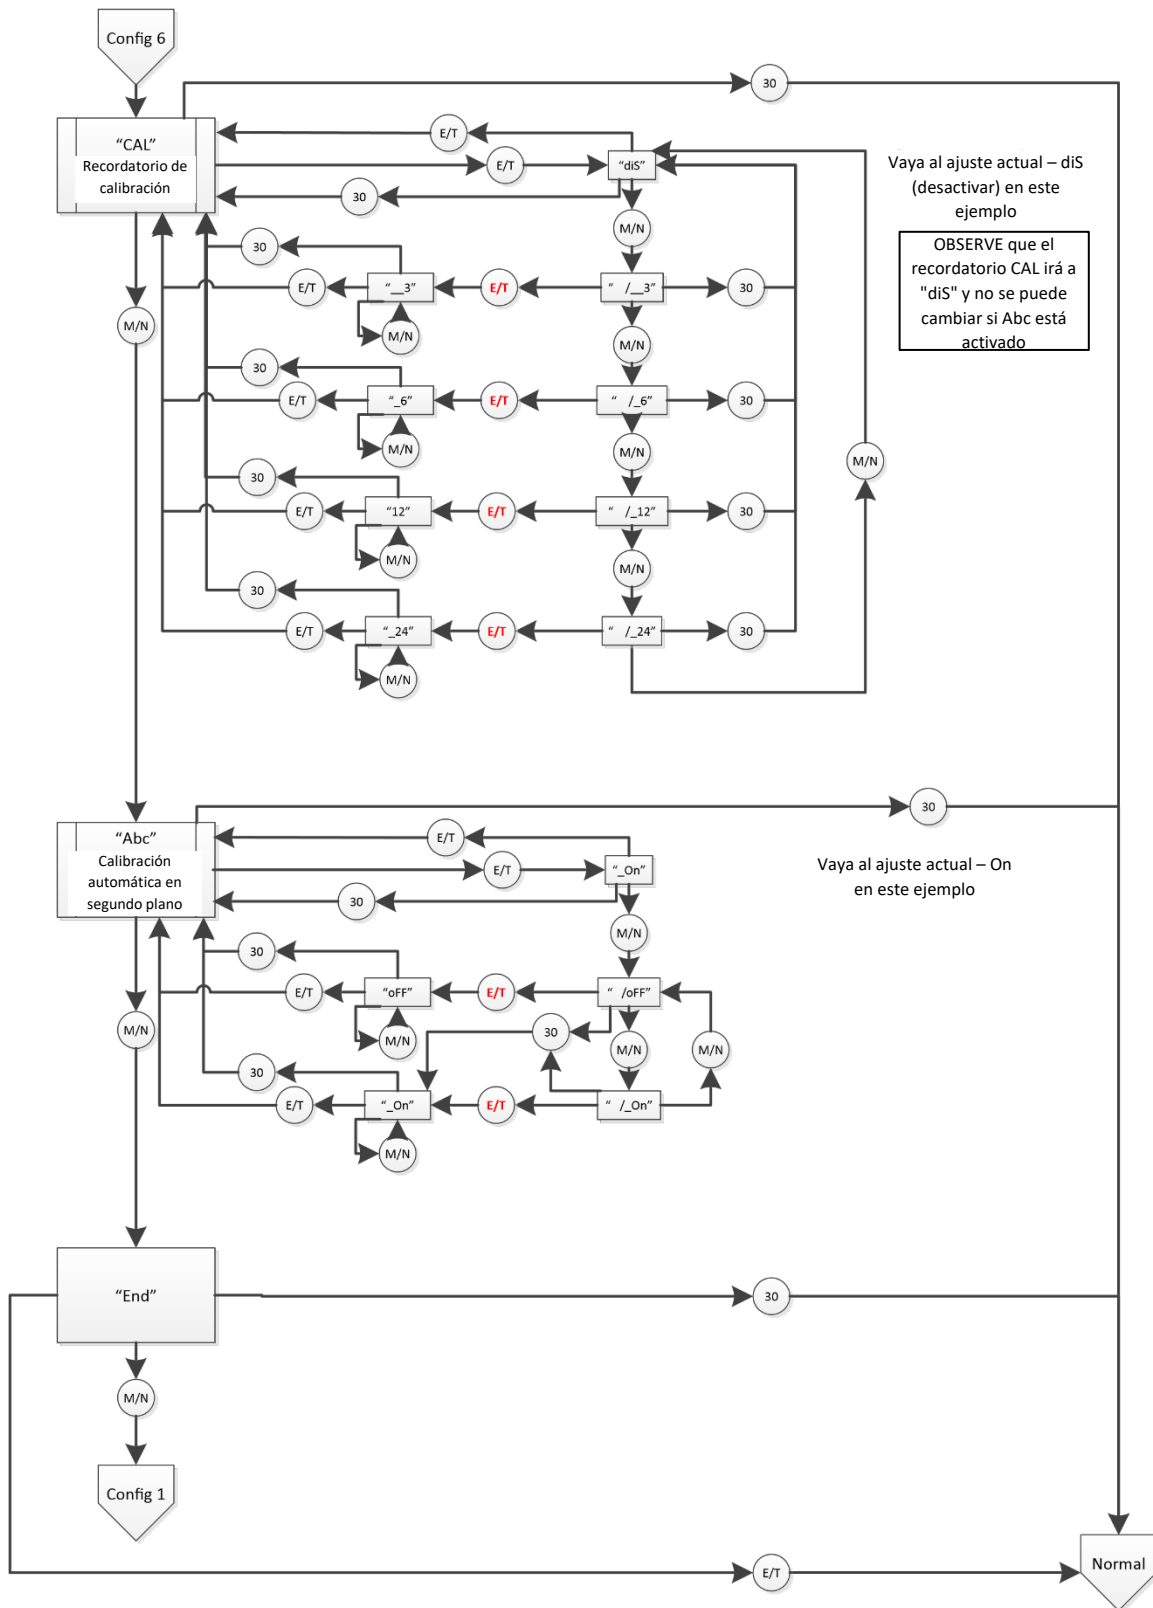 Config 6
30
"CAL"
Recordatorio de
calibración
E/T
E/T
"diS"
30
Vaya al ajuste actual – diS
(desactivar) en este
ejemplo
M/N
OBSERVE que el
recordatorio CAL irá a
"diS" y no se puede
cambiar si Abc está
activado
30
E/T
"__3"
E/T
" /__3"
30
M/N
M/N
M/N
30
E/T
"_6"
E/T
" /_6"
30
M/N
M/N
M/N
30
E/T
"12"
E/T
" /_12"
30
M/N
M/N
30
E/T
"_24"
E/T
" /_24"
30
M/N
30
"Abc"
Calibración
automática en
segundo plano
E/T
E/T
"_On"
30
Vaya al ajuste actual – On
en este ejemplo
M/N
30
E/T
"oFF"
E/T
" /oFF"
M/N
M/N
30
M/N
M/N
30
E/T
"_On"
E/T
" /_On"
M/N
"End"
30
M/N
Config 1
E/T
Normal